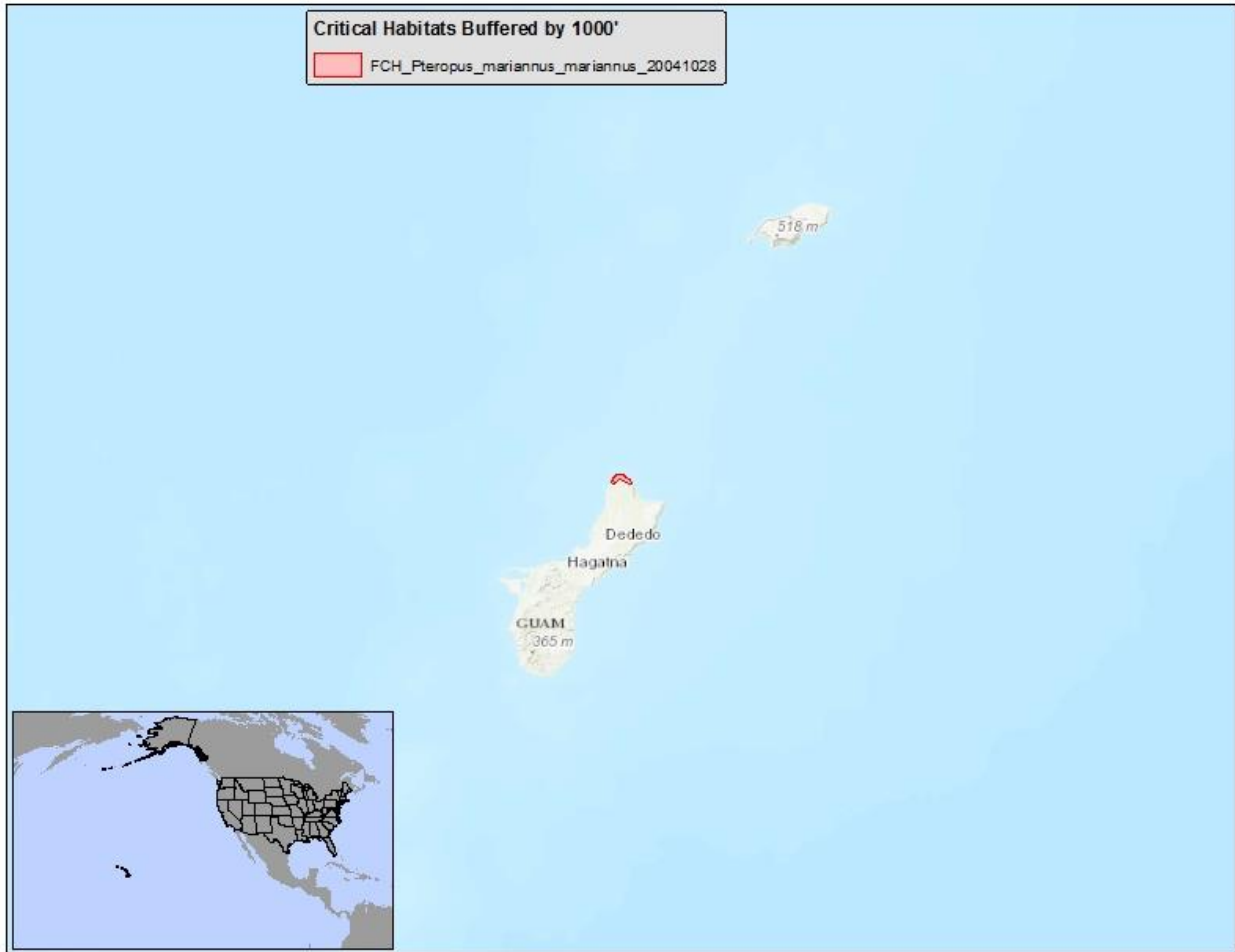 Critical Habitats Buffered by 1000'
FCH_Pteropus_mariannus_mariannus_20041028
518 m
Dededo
Hagatna
GUAM
365 m